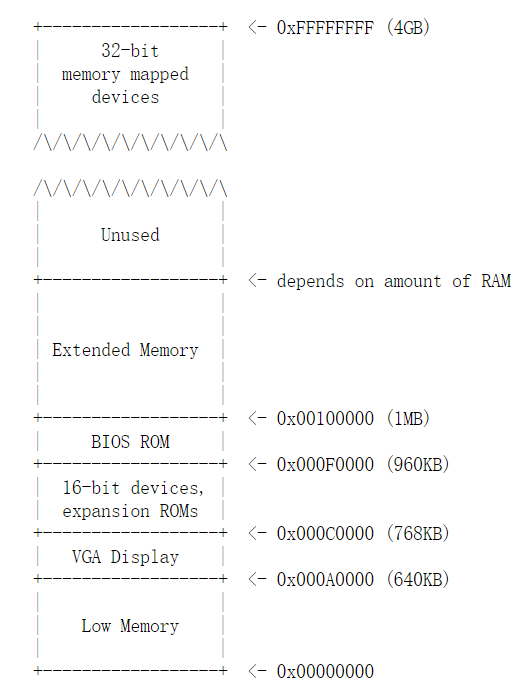 +------------------+  <- 0xFFFFFFFF (4GB)
|      32-bit      |
|  memory mapped   |
|     devices      |
|                  |
/\/\/\/\/\/\/\/\/\/\
/\/\/\/\/\/\/\/\/\/\
|                  |
|      Unused      |
|                  |
+------------------+  <- depends on amount of RAM
|                  |
|                  |
| Extended Memory  |
|                  |
|                  |
+------------------+  <- 0x00100000 (1MB)
|     BIOS ROM     |
+------------------+  <- 0x000F0000 (960KB)
|  16-bit devices, |
|  expansion ROMs  |
+------------------+  <- 0x000C0000 (768KB)
|   VGA Display    |
+------------------+  <- 0x000A0000 (640KB)
|                  |
|    Low Memory    |
|                  |
+------------------+  <- 0x00000000